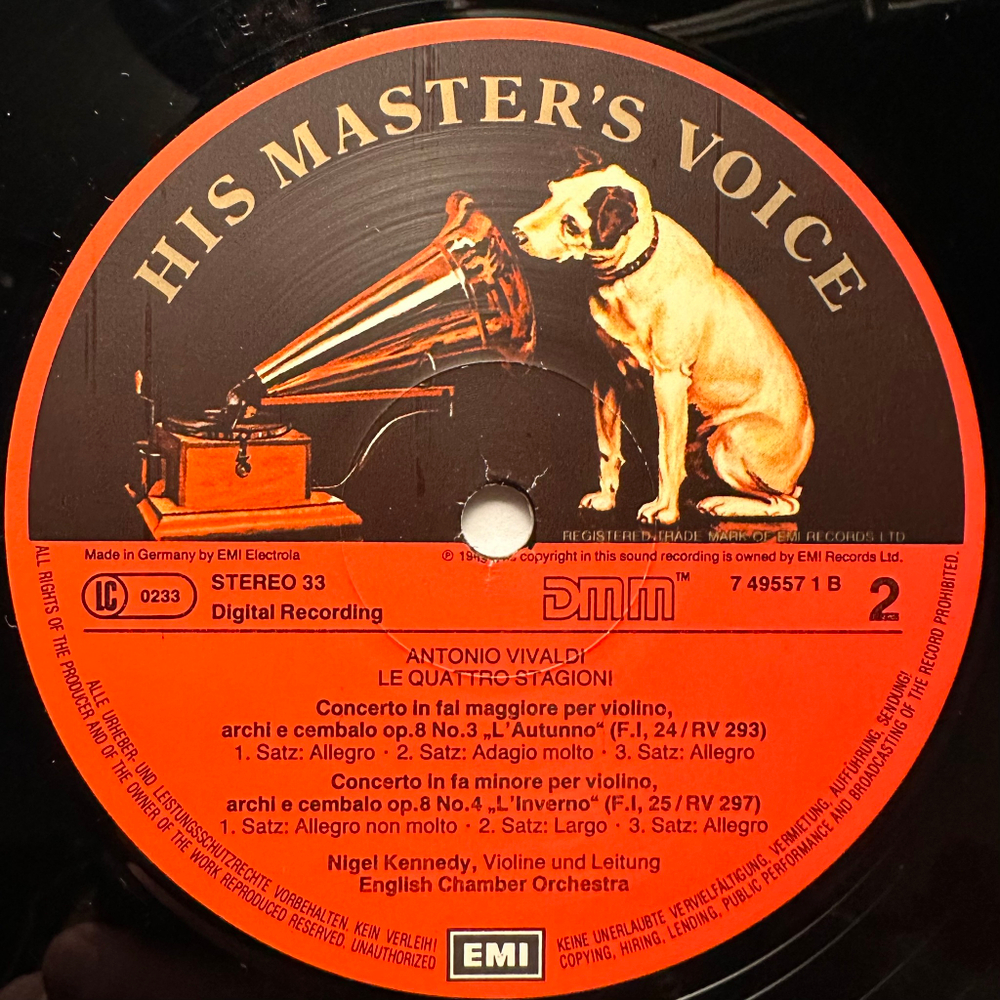 HIS MASTER'S VOICE
REGISTERED TRADE MARK OF EMI RECORDS LTD
Made in Germany by EMI Electrola
℗ copyright in this sound recording is owned by EMI Records Ltd.
LC 0233
STEREO 33
Digital Recording
DMM™
7 49557 1 B
2
ANTONIO VIVALDI
LE QUATTRO STAGIONI
Concerto in fal maggiore per violino,
archi e cembalo op.8 No.3 „L'Autunno“ (F.I, 24 / RV 293)
1. Satz: Allegro · 2. Satz: Adagio molto · 3. Satz: Allegro
Concerto in fa minore per violino,
archi e cembalo op.8 No.4 „L'Inverno“ (F.I, 25 / RV 297)
1. Satz: Allegro non molto · 2. Satz: Largo · 3. Satz: Allegro
Nigel Kennedy, Violine und Leitung
English Chamber Orchestra
ALLE URHEBER- UND LEISTUNGSSCHUTZRECHTE VORBEHALTEN. KEIN VERLEIH! KEINE UNERLAUBTE VERVIELFÄLTIGUNG, VERMIETUNG, AUFFÜHRUNG, SENDUNG!
ALL RIGHTS OF THE PRODUCER AND OF THE OWNER OF THE WORK REPRODUCED RESERVED. UNAUTHORIZED COPYING, HIRING, LENDING, PUBLIC PERFORMANCE AND BROADCASTING OF THE RECORD PROHIBITED.
EMI